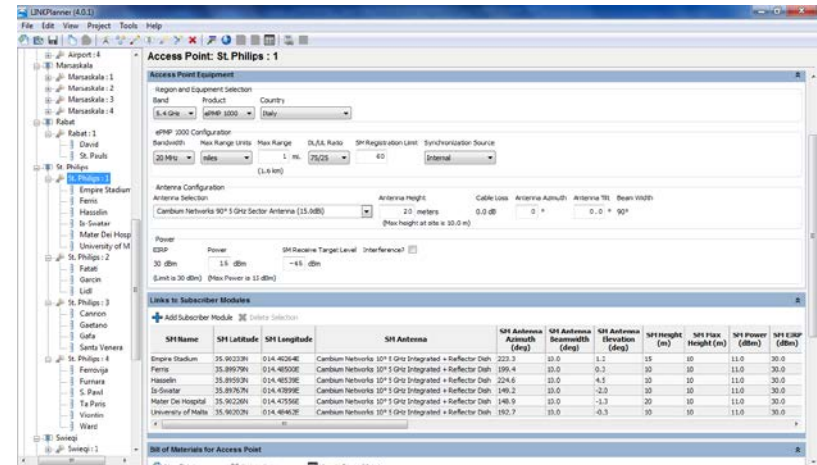 LINKPlanner (4.0.1)
File Edit View Project Tools Help
Airport : 4
Marsaskala
Marsaskala : 1
Marsaskala : 2
Marsaskala : 3
Marsaskala : 4
Rabat
Rabat : 1
David
St. Pauls
St. Philips
St. Philips : 1
Empire Stadium
Ferris
Hasselin
Is-Swatar
Mater Dei Hosp
University of M
St. Philips : 2
Fatati
Garcin
Lidl
St. Philips : 3
Cannon
Gaetano
Gafa
Santa Venera
St. Philips : 4
Ferrovija
Furnara
S. Pawl
Ta Paris
Ward
Swieqi
Swieqi : 1
Access Point: St. Philips : 1
Access Point Equipment
Region and Equipment Selection
Band Product Country
5.4 GHz ePMP 1000 Italy
ePMP 1000 Configuration
Bandwidth Max Range Units Max Range DL/UL Ratio SM Registration Limit Synchronization Source
20 MHz miles 1 mi. 75/25 60 Internal
(1.6 km)
Antenna Configuration
Antenna Selection Antenna Height Cable Loss Antenna Azimuth Antenna Tilt Beam Width
Cambium Networks 90° 5 GHz Sector Antenna (15.0dBi) 20 meters 0.0 dB 0 ° 0.0 ° 90°
(Max height at site is 10.0 m)
Power
EIRP Power SM Receive Target Level Interference?
30 dBm 15 dBm -65 dBm
(Limit is 30 dBm) (Max Power is 15 dBm)
Links to Subscriber Modules
Add Subscriber Module Delete Selection
SM Name SM Latitude SM Longitude SM Antenna SM Antenna Azimuth (deg) SM Antenna Beamwidth (deg) SM Antenna Elevation (deg) SM Height (m) SM Max Height (m) SM Power (dBm) SM EIRP (dBm)
Empire Stadium 35.90233N 014.48264E Cambium Networks 10° 5 GHz Integrated + Reflector Dish 223.3 10.0 1.2 15 10 11.0 30.0
Ferris 35.89979N 014.48500E Cambium Networks 10° 5 GHz Integrated + Reflector Dish 199.4 10.0 0.3 10 10 11.0 30.0
Hasselin 35.89593N 014.48539E Cambium Networks 10° 5 GHz Integrated + Reflector Dish 224.6 10.0 4.5 10 10 11.0 30.0
Is-Swatar 35.89767N 014.47899E Cambium Networks 10° 5 GHz Integrated + Reflector Dish 149.2 10.0 -2.0 10 10 11.0 30.0
Mater Dei Hospital 35.90226N 014.47556E Cambium Networks 10° 5 GHz Integrated + Reflector Dish 148.9 10.0 -1.3 20 10 11.0 30.0
University of Malta 35.90202N 014.48462E Cambium Networks 10° 5 GHz Integrated + Reflector Dish 192.7 10.0 -0.3 10 10 11.0 30.0
Bill of Materials for Access Point